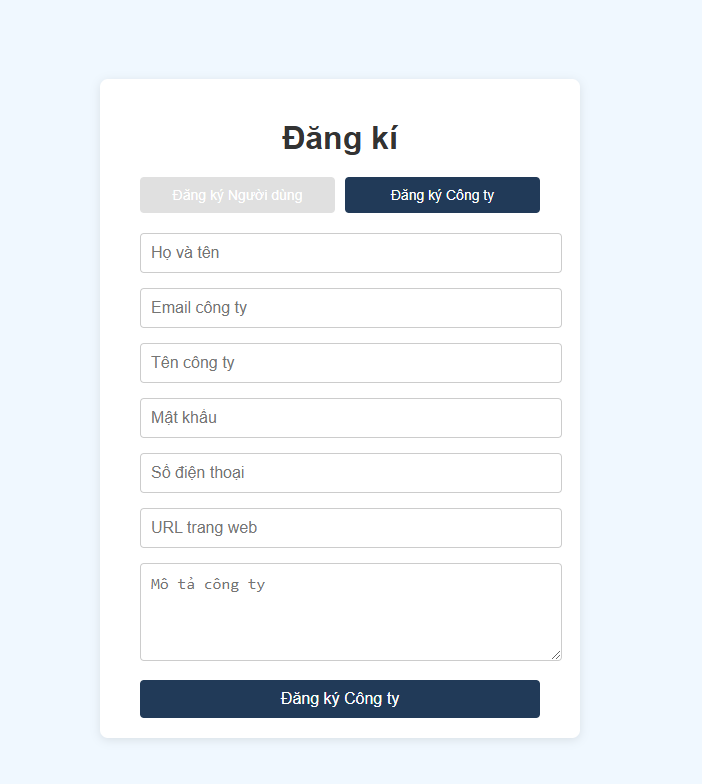 Đăng kí
Đăng ký Người dùng
Đăng ký Công ty
Họ và tên
Email công ty
Tên công ty
Mật khẩu
Số điện thoại
URL trang web
Mô tả công ty
Đăng ký Công ty